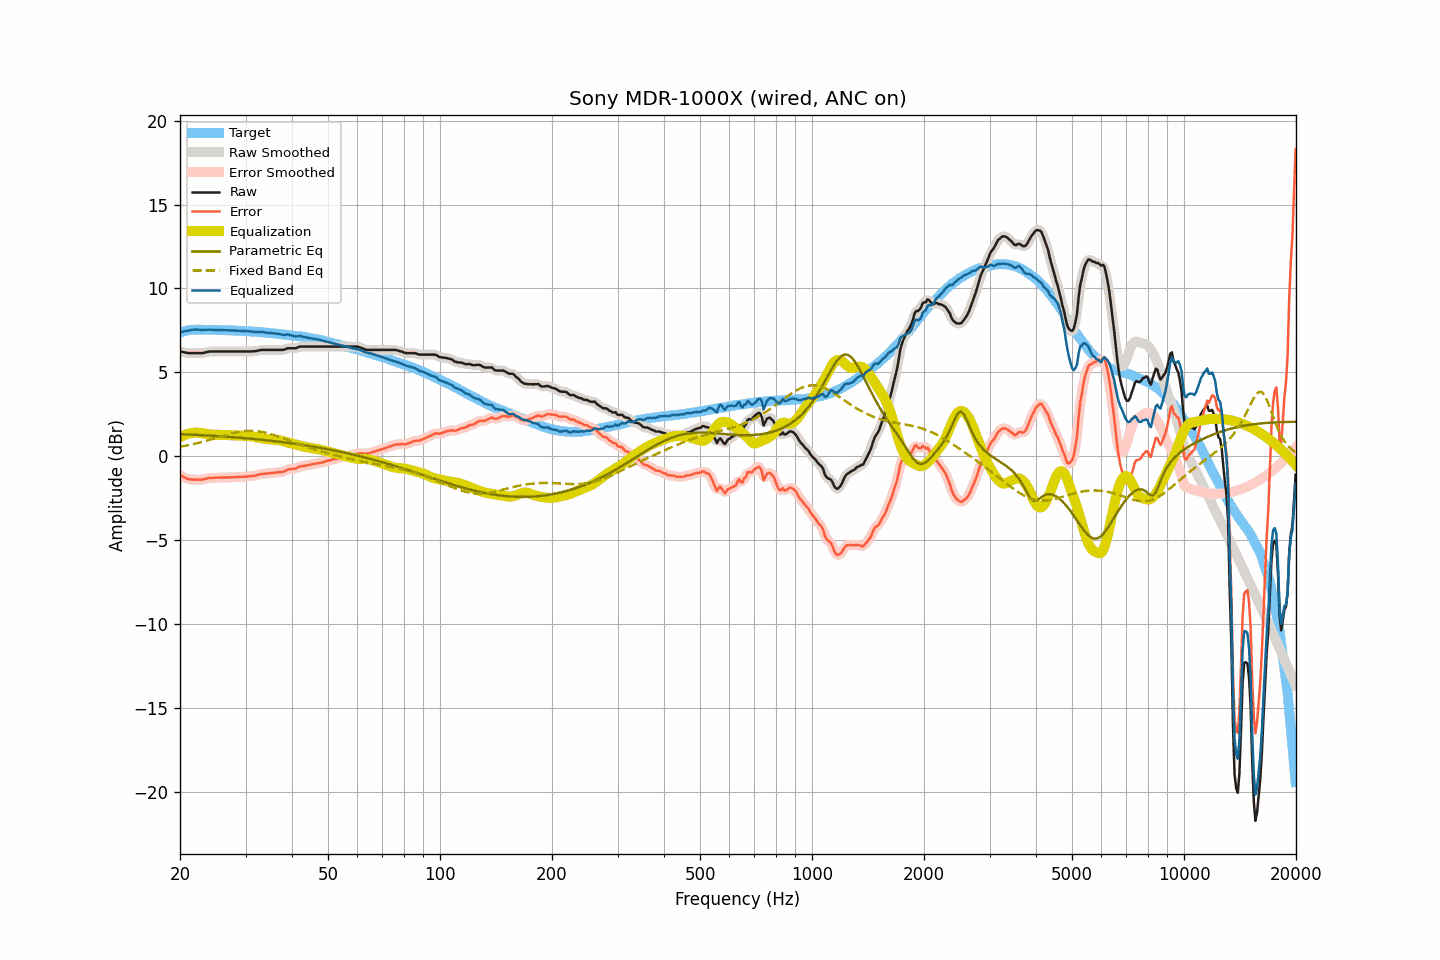 Sony MDR-1000X (wired, ANC on)
Target
Raw Smoothed
Error Smoothed
Raw
Error
Equalization
Parametric Eq
Fixed Band Eq
Equalized
Amplitude (dBr)
20
15
10
5
0
−5
−10
−15
−20
20 50 100 200 500 1000 2000 5000 10000 20000
Frequency (Hz)